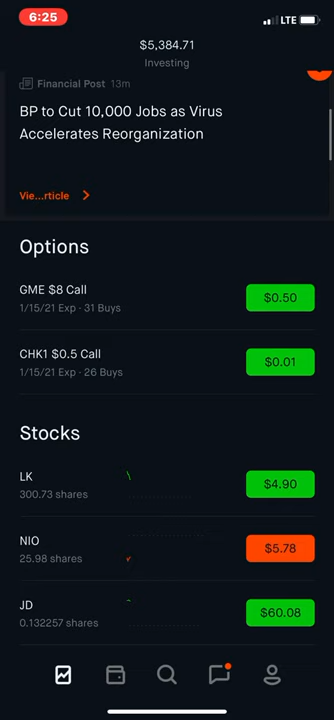 6:25
LTE
$5,384.71
Investing
Financial Post 13m
BP to Cut 10,000 Jobs as Virus
Accelerates Reorganization
Vie...rticle
Options
GME $8 Call
1/15/21 Exp · 31 Buys
$0.50
CHK1 $0.5 Call
1/15/21 Exp · 26 Buys
$0.01
Stocks
LK
300.73 shares
$4.90
NIO
25.98 shares
$5.78
JD
0.132257 shares
$60.08